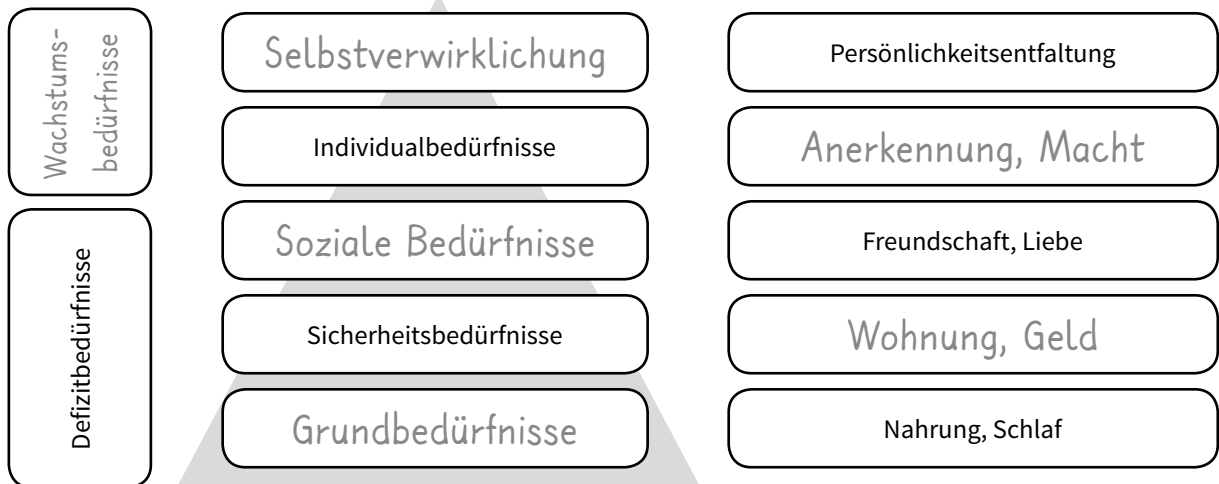 Wachstums-
bedürfnisse
Selbstverwirklichung
Persönlichkeitsentfaltung
Individualbedürfnisse
Anerkennung, Macht
Defizitbedürfnisse
Soziale Bedürfnisse
Freundschaft, Liebe
Sicherheitsbedürfnisse
Wohnung, Geld
Grundbedürfnisse
Nahrung, Schlaf